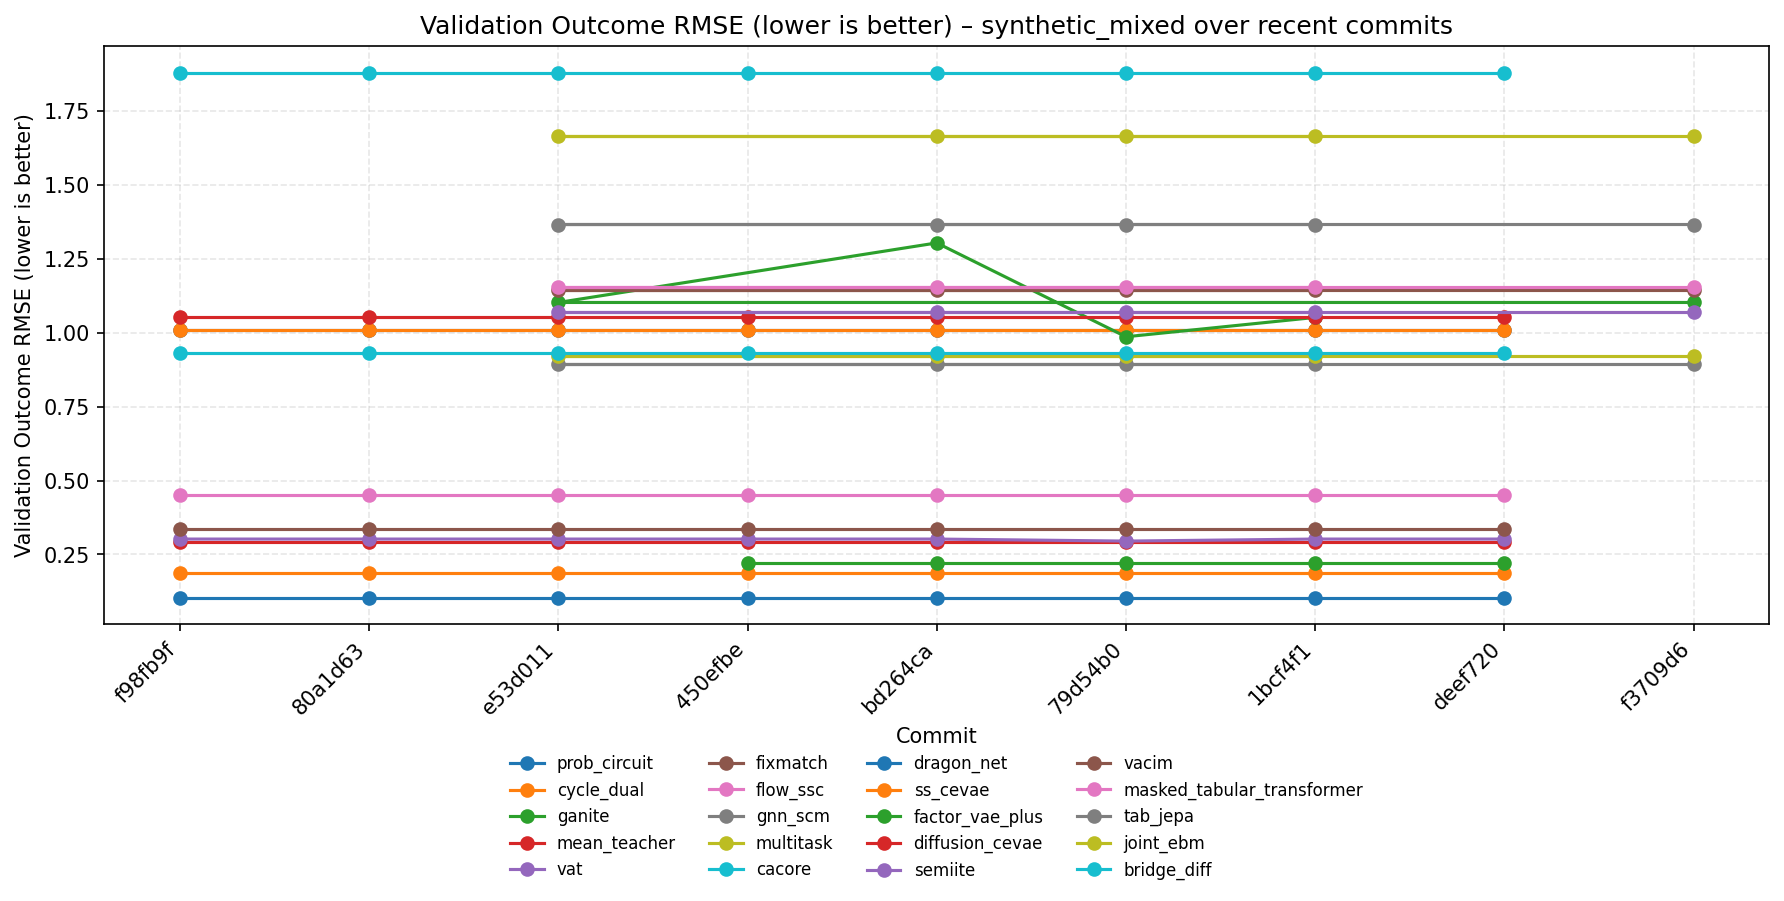 Validation Outcome RMSE (lower is better) – synthetic_mixed over recent commits
Validation Outcome RMSE (lower is better)
1.75
1.50
1.25
1.00
0.75
0.50
0.25
f98fb9f
80a1d63
e53d011
450efbe
bd264ca
79d54b0
1bcf4f1
deef720
f3709d6
Commit
prob_circuit
cycle_dual
ganite
mean_teacher
vat
fixmatch
flow_ssc
gnn_scm
multitask
cacore
dragon_net
ss_cevae
factor_vae_plus
diffusion_cevae
semiite
vacim
masked_tabular_transformer
tab_jepa
joint_ebm
bridge_diff